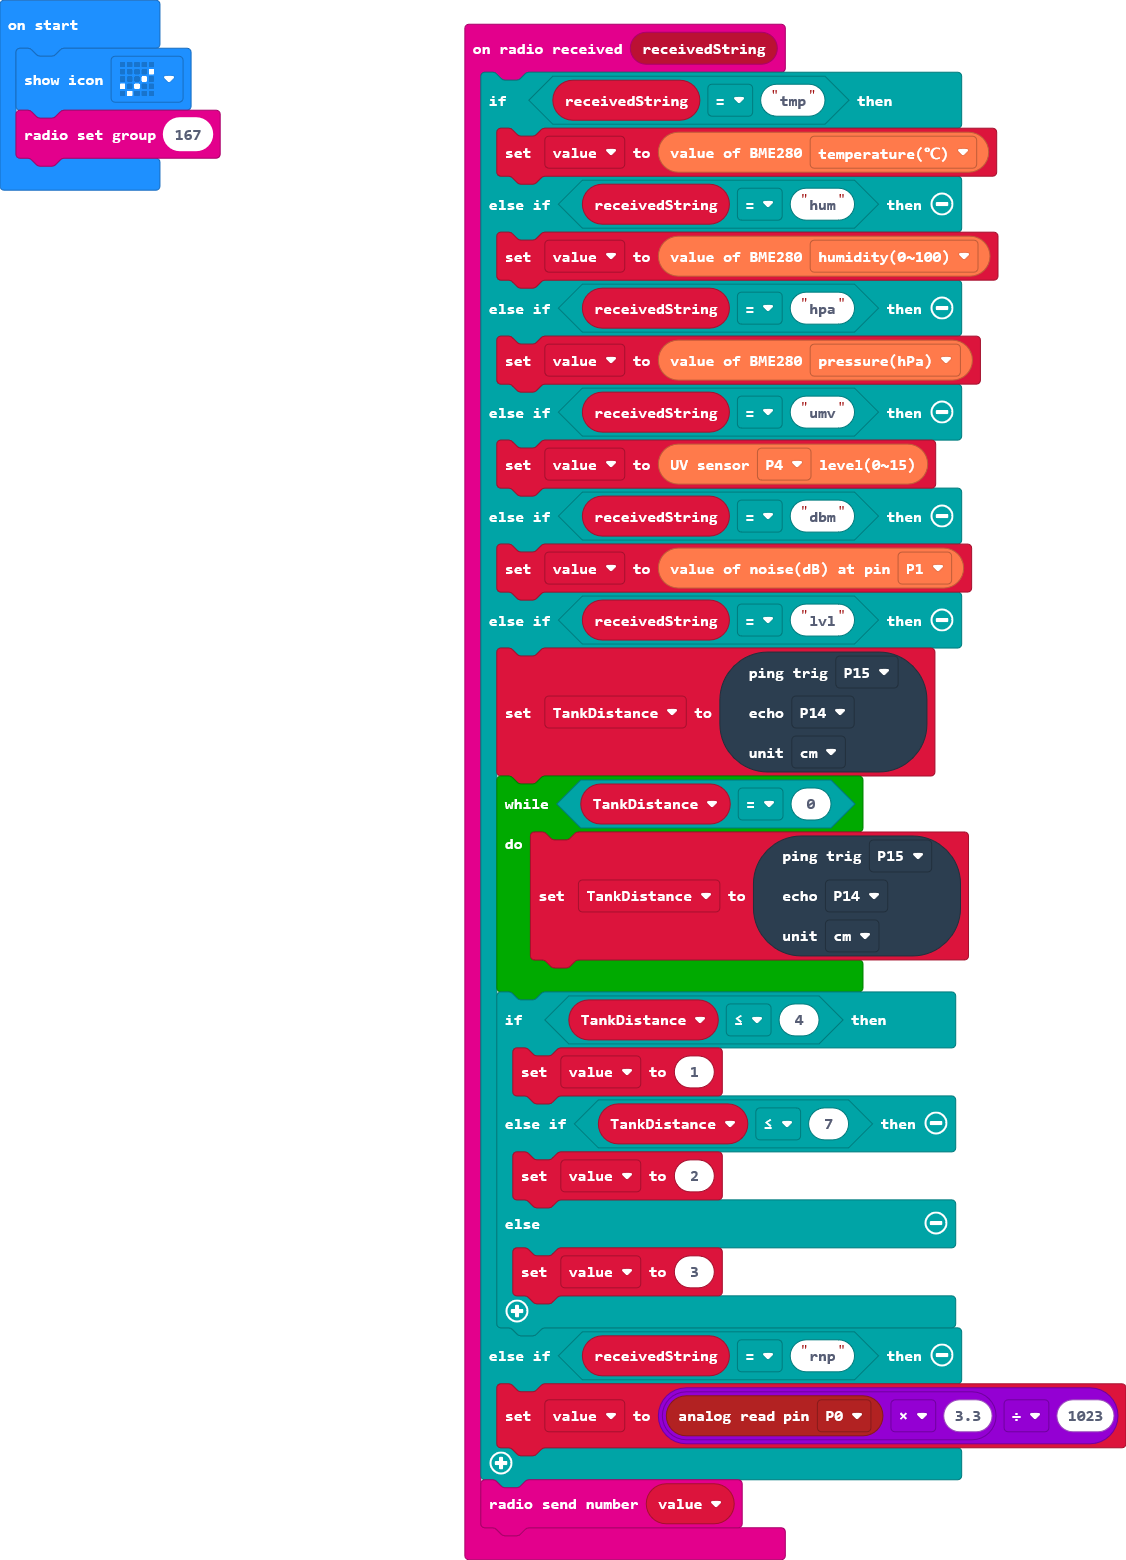 on start
show icon
radio set group 167
on radio received receivedString
if receivedString = "tmp" then
set value to value of BME280 temperature(℃)
else if receivedString = "hum" then
set value to value of BME280 humidity(0~100)
else if receivedString = "hpa" then
set value to value of BME280 pressure(hPa)
else if receivedString = "umv" then
set value to UV sensor P4 level(0~15)
else if receivedString = "dbm" then
set value to value of noise(dB) at pin P1
else if receivedString = "lvl" then
ping trig P15
set TankDistance to echo P14
unit cm
while TankDistance = 0
do
ping trig P15
set TankDistance to echo P14
unit cm
if TankDistance ≤ 4 then
set value to 1
else if TankDistance ≤ 7 then
set value to 2
else
set value to 3
else if receivedString = "rnp" then
set value to analog read pin P0 × 3.3 ÷ 1023
radio send number value